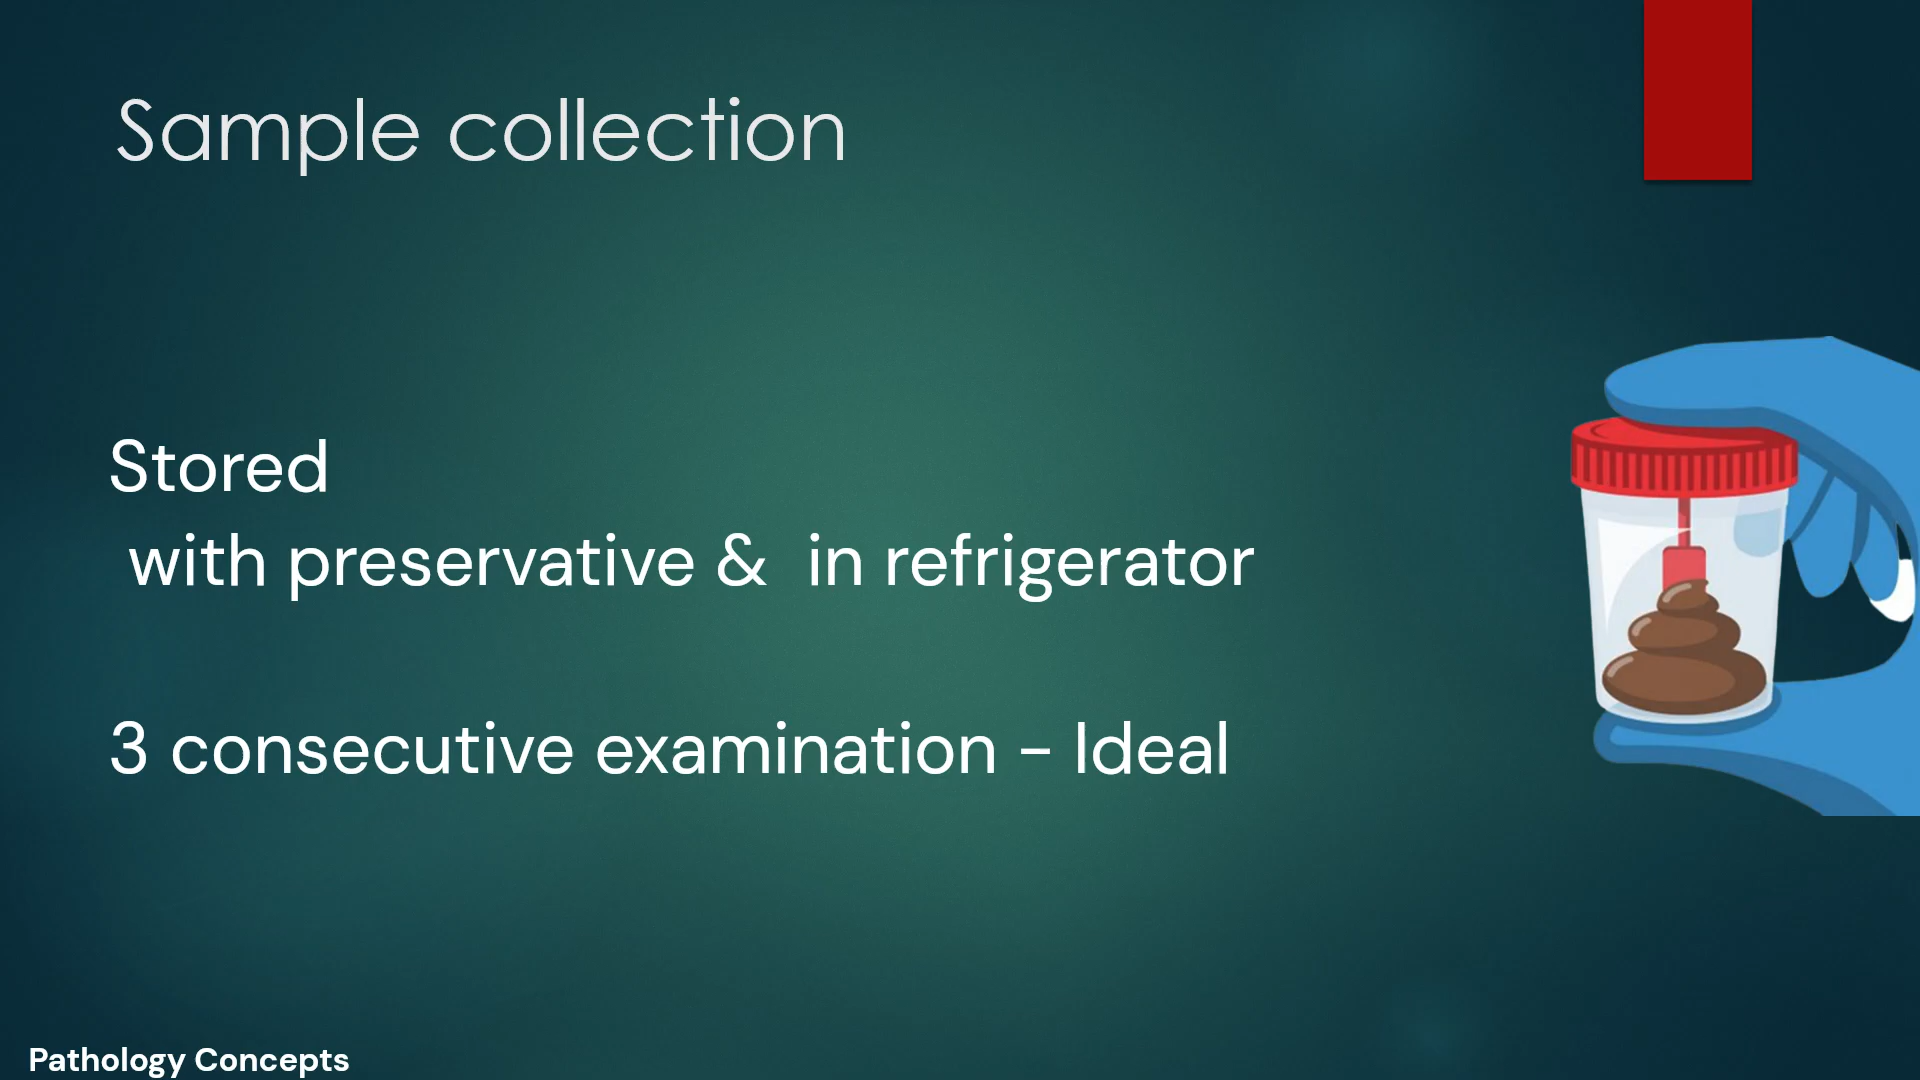 Sample collection
Stored
with preservative & in refrigerator
3 consecutive examination - Ideal
Pathology Concepts